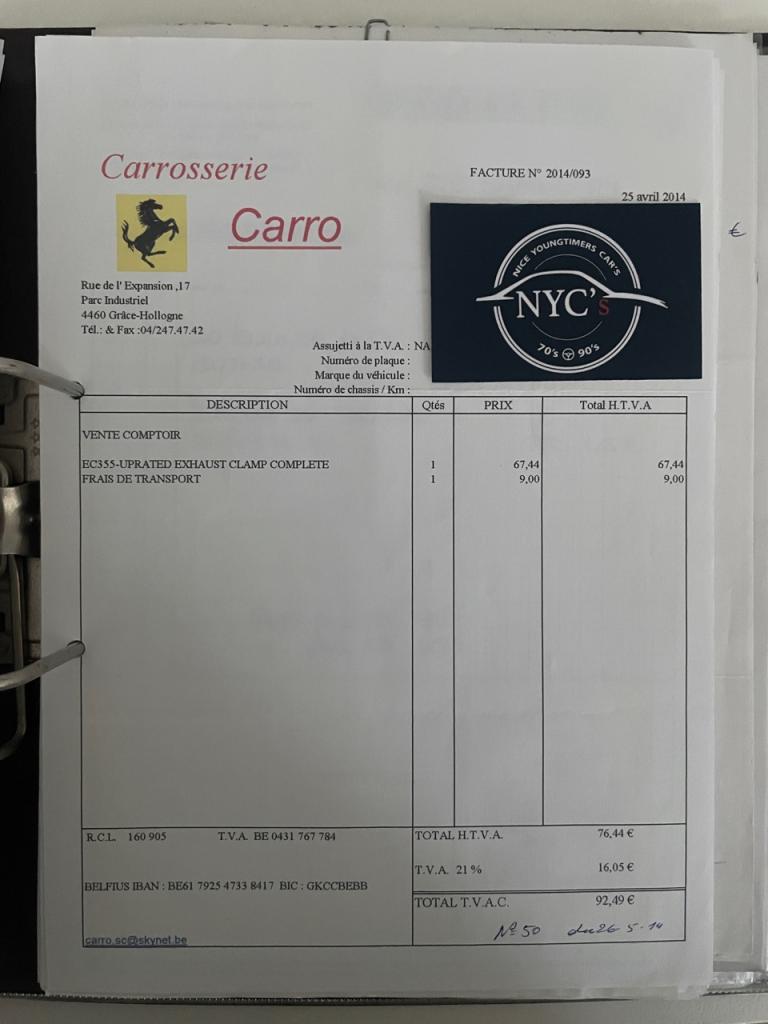 Carrosserie
Carro
FACTURE N° 2014/093
25 avril 2014
€
NICE YOUNGTIMERS CAR'S
NYC's
70's 90's
Rue de l' Expansion ,17
Parc Industriel
4460 Grâce-Hollogne
Tél.: & Fax :04/247.47.42
Assujetti à la T.V.A. : NA
Numéro de plaque :
Marque du véhicule :
Numéro de chassis / Km :
DESCRIPTION Qtés PRIX Total H.T.V.A
VENTE COMPTOIR
EC355-UPRATED EXHAUST CLAMP COMPLETE 1 67,44 67,44
FRAIS DE TRANSPORT 1 9,00 9,00
R.C.L. 160 905 T.V.A. BE 0431 767 784 TOTAL H.T.V.A. 76,44 €
T.V.A. 21 % 16,05 €
BELFIUS IBAN : BE61 7925 4733 8417 BIC : GKCCBEBB
TOTAL T.V.A.C. 92,49 €
N° 50 du 26 5-14
carro.sc@skynet.be